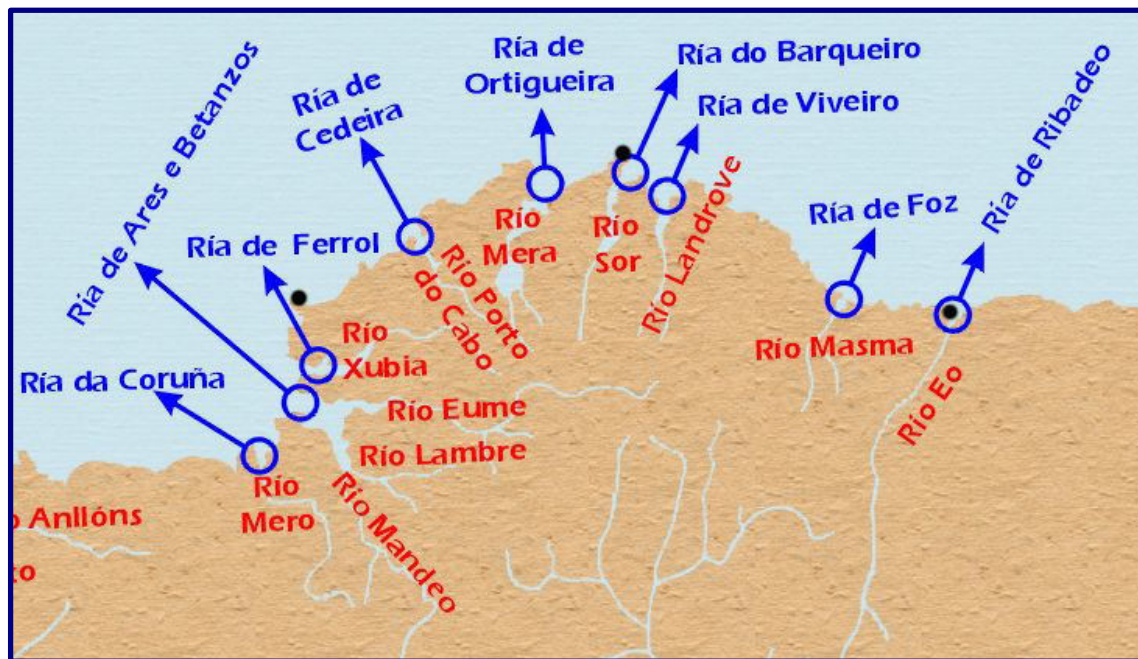 Ría de Ares e Betanzos
Ría de
Cedeira
Ría de
Ortigueira
Ría do Barqueiro
Ría de Viveiro
Ría de Ribadeo
Ría de Foz
Ría de Ferrol
Ría da Coruña
Río
Mera
Río
Sor
Río Landrove
Río Porto
do Cabo
Río
Xubia
Río Masma
Río Eo
Río Eume
Río Lambre
Río
Mero
Río Mandeo
o Anllóns
to